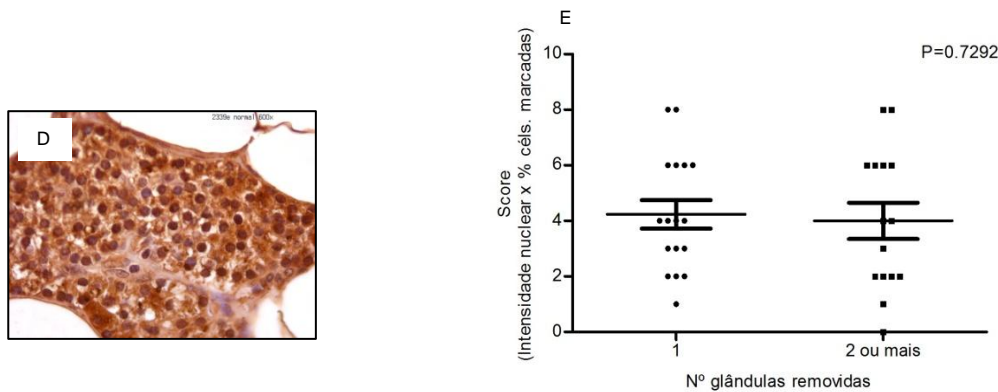 D
2339e normal 600x
E
P=0.7292
Score
(Intensidade nuclear x % céls. marcadas)
10
8
6
4
2
0
1
2 ou mais
Nº glândulas removidas